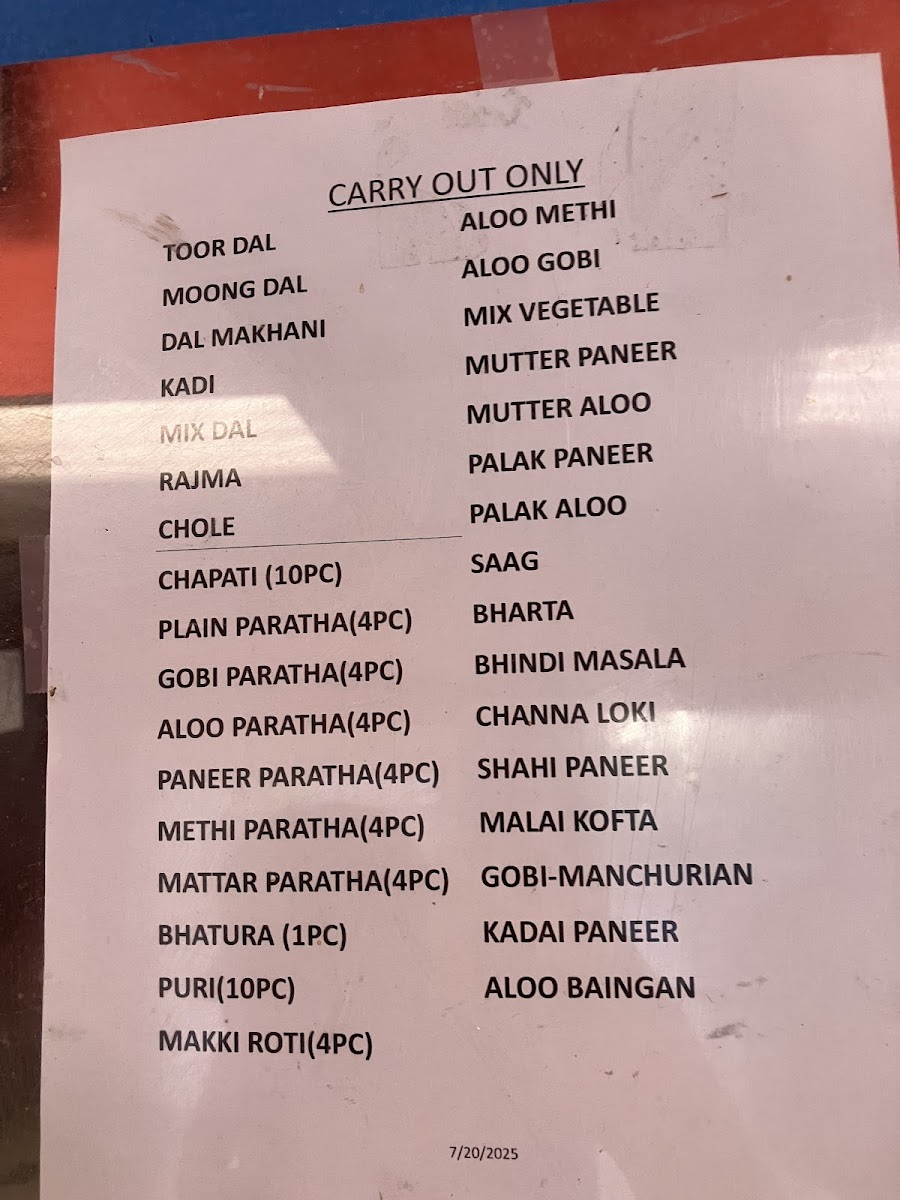 CARRY OUT ONLY
TOOR DAL
MOONG DAL
DAL MAKHANI
KADI
MIX DAL
RAJMA
CHOLE
CHAPATI (10PC)
PLAIN PARATHA(4PC)
GOBI PARATHA(4PC)
ALOO PARATHA(4PC)
PANEER PARATHA(4PC)
METHI PARATHA(4PC)
MATTAR PARATHA(4PC)
BHATURA (1PC)
PURI(10PC)
MAKKI ROTI(4PC)
ALOO METHI
ALOO GOBI
MIX VEGETABLE
MUTTER PANEER
MUTTER ALOO
PALAK PANEER
PALAK ALOO
SAAG
BHARTA
BHINDI MASALA
CHANNA LOKI
SHAHI PANEER
MALAI KOFTA
GOBI-MANCHURIAN
KADAI PANEER
ALOO BAINGAN
7/20/2025